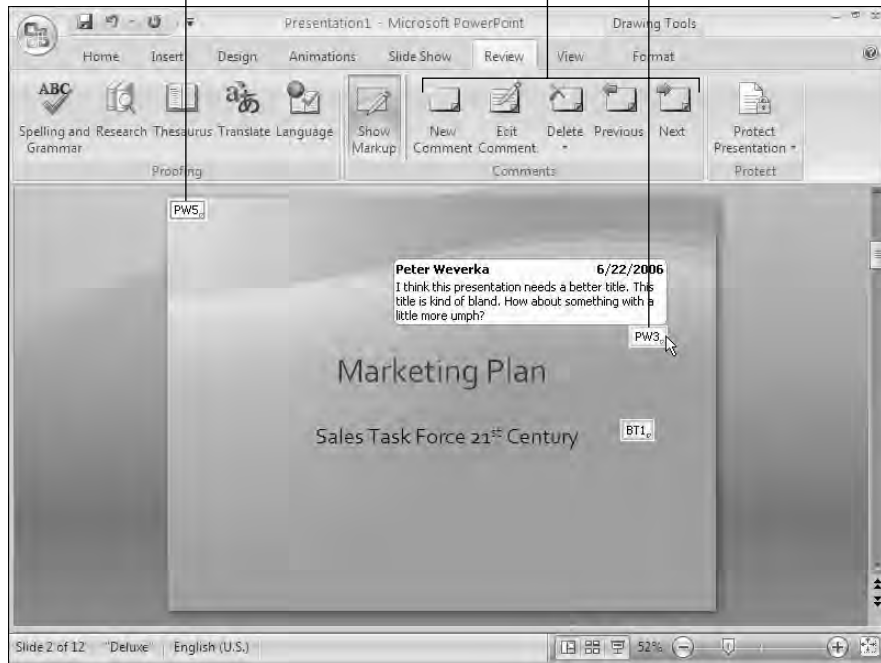 Presentation1 - Microsoft PowerPoint Drawing Tools
Home Insert Design Animations Slide Show Review View Format
ABC
Spelling and Grammar Research Thesaurus Translate Language Show Markup New Comment Edit Comment Delete Previous Next Protect Presentation
Proofing Comments Protect
PW5
Peter Weverka 6/22/2006
I think this presentation needs a better title. This
title is kind of bland. How about something with a
little more umph?
PW3
Marketing Plan
Sales Task Force 21st Century
BT1
Slide 2 of 12 "Deluxe" English (U.S.) 52%